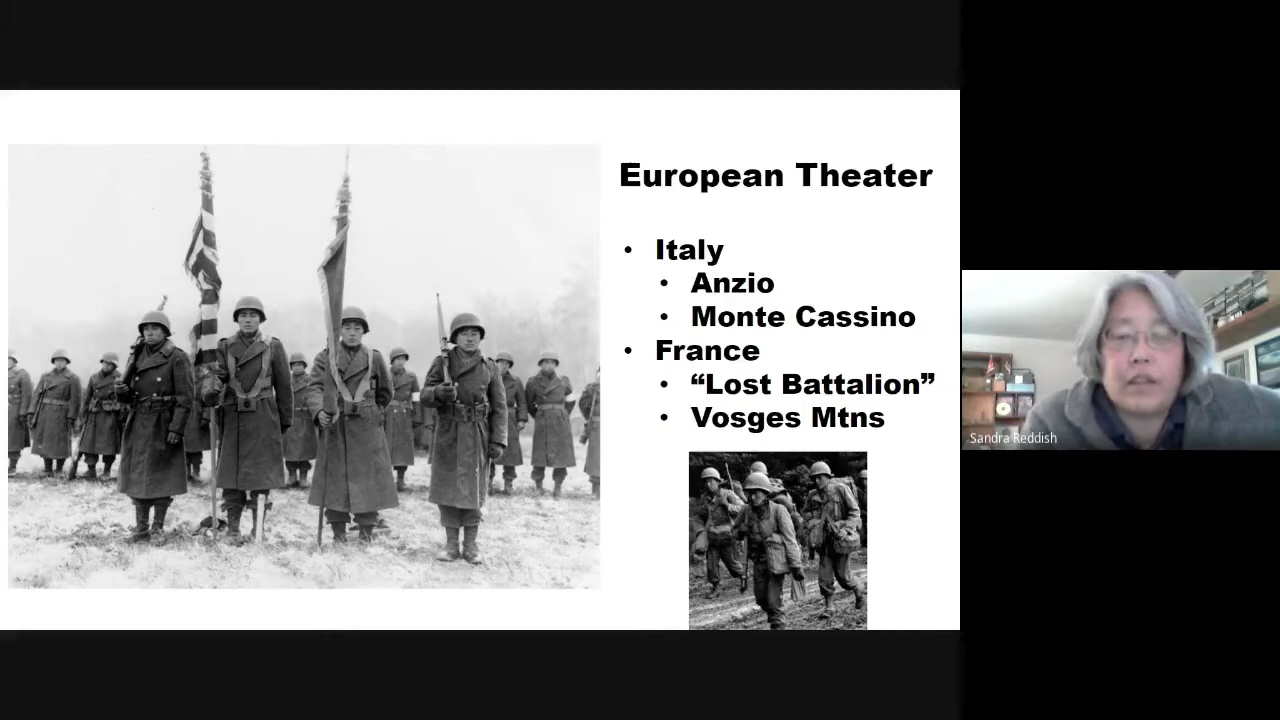 European Theater
• Italy
• Anzio
• Monte Cassino
• France
• “Lost Battalion”
• Vosges Mtns
Sandra Reddish